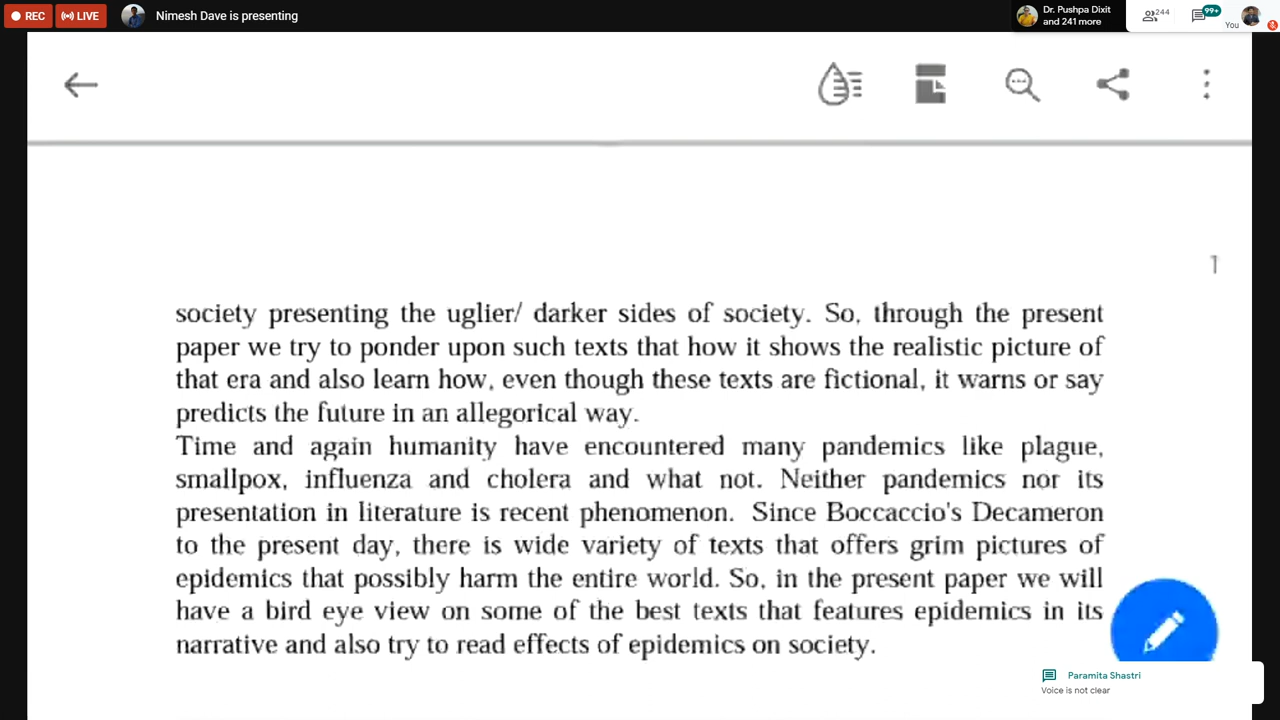 REC
LIVE
Nimesh Dave is presenting
Dr. Pushpa Dixit
and 241 more
244
99+
You
1
society presenting the uglier/ darker sides of society. So, through the present
paper we try to ponder upon such texts that how it shows the realistic picture of
that era and also learn how, even though these texts are fictional, it warns or say
predicts the future in an allegorical way.
Time and again humanity have encountered many pandemics like plague,
smallpox, influenza and cholera and what not. Neither pandemics nor its
presentation in literature is recent phenomenon. Since Boccaccio's Decameron
to the present day, there is wide variety of texts that offers grim pictures of
epidemics that possibly harm the entire world. So, in the present paper we will
have a bird eye view on some of the best texts that features epidemics in its
narrative and also try to read effects of epidemics on society.
Paramita Shastri
Voice is not clear